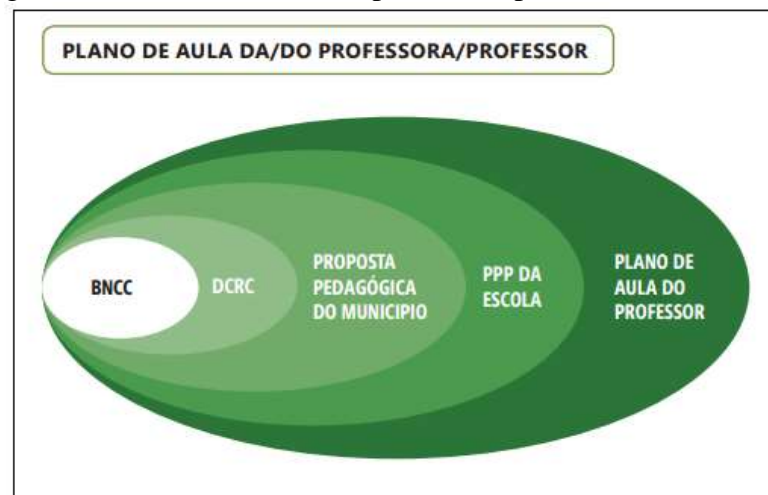 PLANO DE AULA DA/DO PROFESSORA/PROFESSOR
BNCC
DCRC
PROPOSTA
PEDAGÓGICA
DO MUNICIPIO
PPP DA
ESCOLA
PLANO DE
AULA DO
PROFESSOR